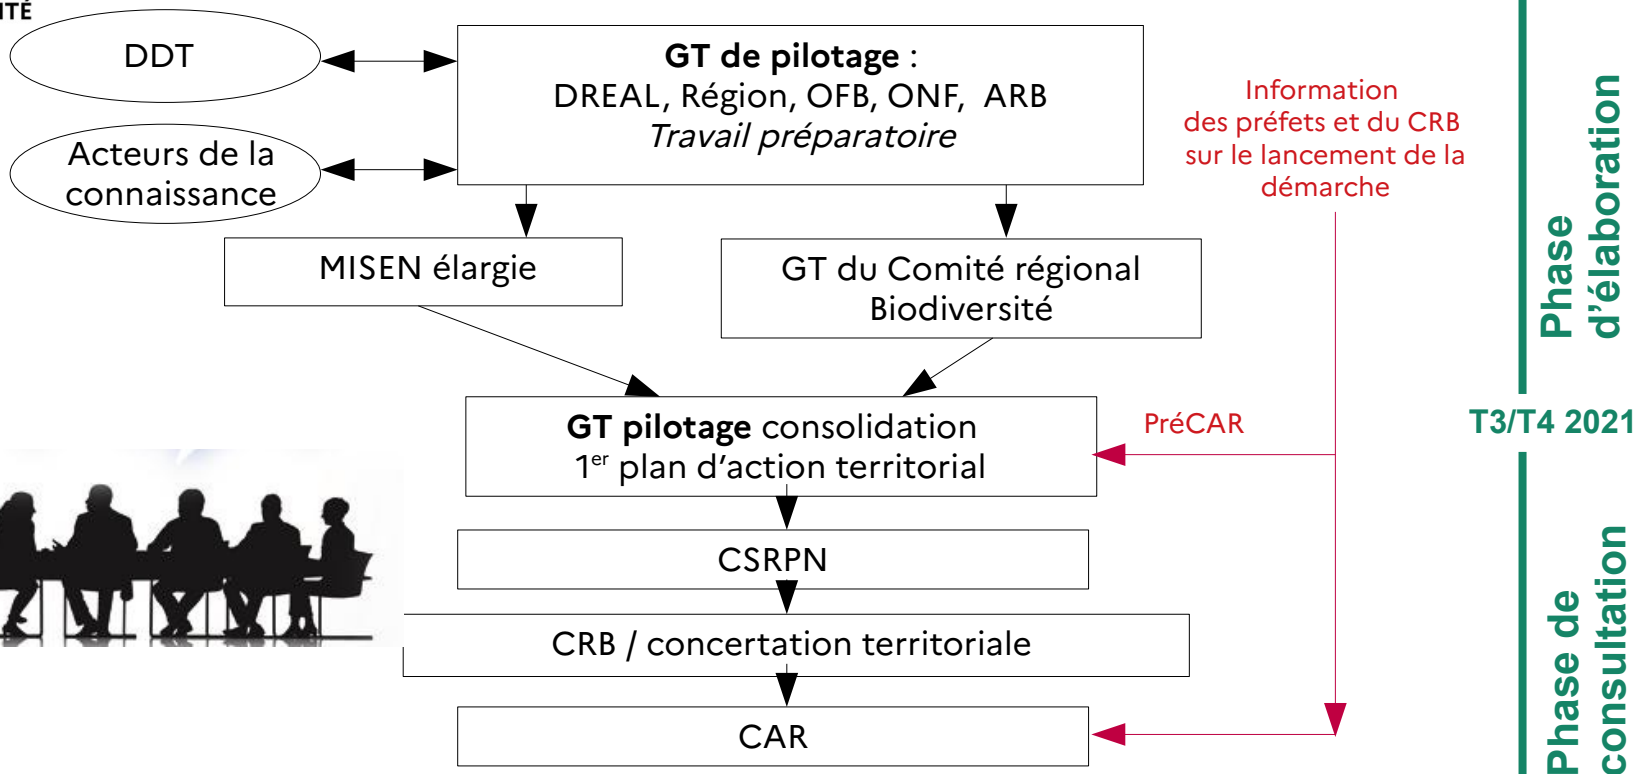 DDT
GT de pilotage :
DREAL, Région, OFB, ONF, ARB
Travail préparatoire
Acteurs de la
connaissance
Information
des préfets et du CRB
sur le lancement de la
démarche
Phase
d'élaboration
MISEN élargie
GT du Comité régional
Biodiversité
GT pilotage consolidation
1er plan d'action territorial
PréCAR
T3/T4 2021
CSRPN
CRB / concertation territoriale
CAR
Phase de
consultation